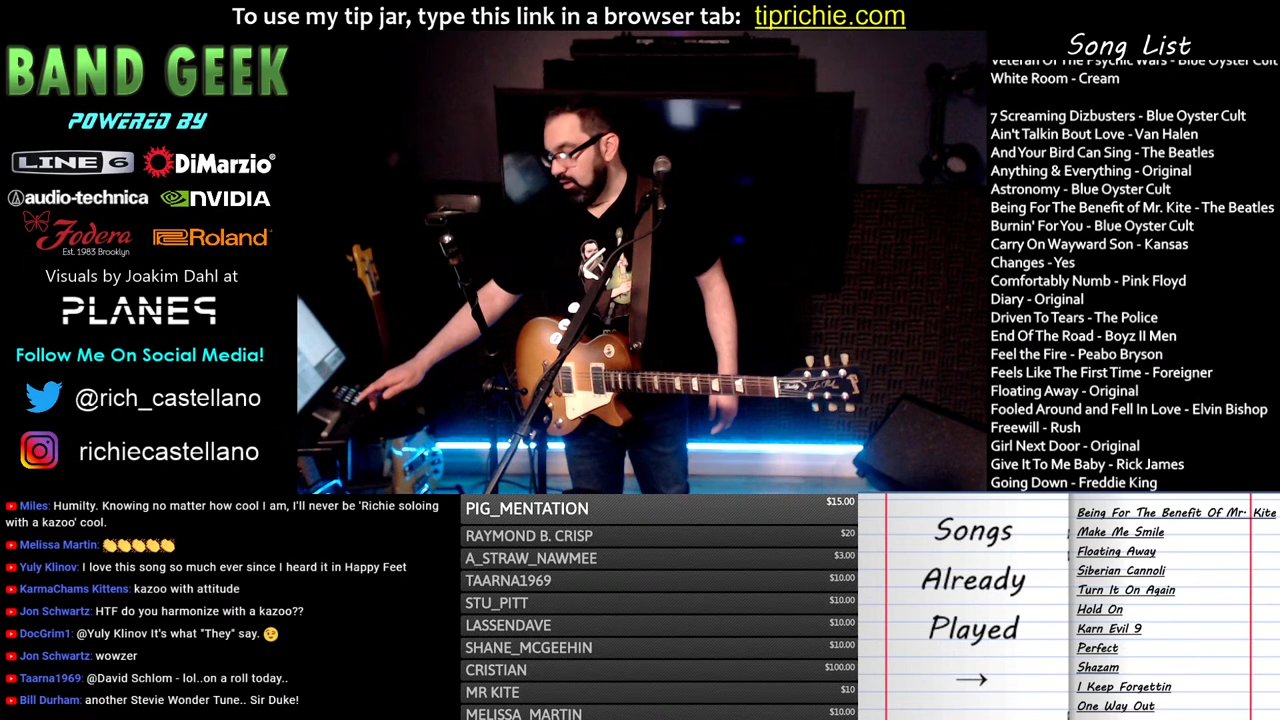 To use my tip jar, type this link in a browser tab: tiprichie.com
BAND GEEK
POWERED BY
LINE 6
DiMarzio
audio-technica
NVIDIA
Fodera
Est. 1983 Brooklyn
Roland
Visuals by Joakim Dahl at
PLANE9
Follow Me On Social Media!
@rich_castellano
richiecastellano
Song List
Veteran Of The Psychic Wars - Blue Oyster Cult
White Room - Cream
7 Screaming Dizbusters - Blue Oyster Cult
Ain't Talkin Bout Love - Van Halen
And Your Bird Can Sing - The Beatles
Anything & Everything - Original
Astronomy - Blue Oyster Cult
Being For The Benefit of Mr. Kite - The Beatles
Burnin' For You - Blue Oyster Cult
Carry On Wayward Son - Kansas
Changes - Yes
Comfortably Numb - Pink Floyd
Diary - Original
Driven To Tears - The Police
End Of The Road - Boyz II Men
Feel the Fire - Peabo Bryson
Feels Like The First Time - Foreigner
Floating Away - Original
Fooled Around and Fell In Love - Elvin Bishop
Freewill - Rush
Girl Next Door - Original
Give It To Me Baby - Rick James
Going Down - Freddie King
Miles: Humilty. Knowing no matter how cool I am, I'll never be 'Richie soloing
with a kazoo' cool.
Melissa Martin: 👏👏👏👏👏
Yuly Klinov: I love this song so much ever since I heard it in Happy Feet
KarmaChams Kittens: kazoo with attitude
Jon Schwartz: HTF do you harmonize with a kazoo??
DocGrim1: @Yuly Klinov It's what "They" say. 😉
Jon Schwartz: wowzer
Taarna1969: @David Schlom - lol..on a roll today..
Bill Durham: another Stevie Wonder Tune.. Sir Duke!
PIG_MENTATION $15.00
RAYMOND B. CRISP $20
A_STRAW_NAWMEE $3.00
TAARNA1969 $10.00
STU_PITT $10.00
LASSENDAVE $10.00
SHANE_MCGEEHIN $10.00
CRISTIAN $100.00
MR KITE $10
MELISSA_MARTIN $10.00
Songs
Already
Played
→
Being For The Benefit Of Mr. Kite
Make Me Smile
Floating Away
Siberian Cannoli
Turn It On Again
Hold On
Karn Evil 9
Perfect
Shazam
I Keep Forgettin
One Way Out